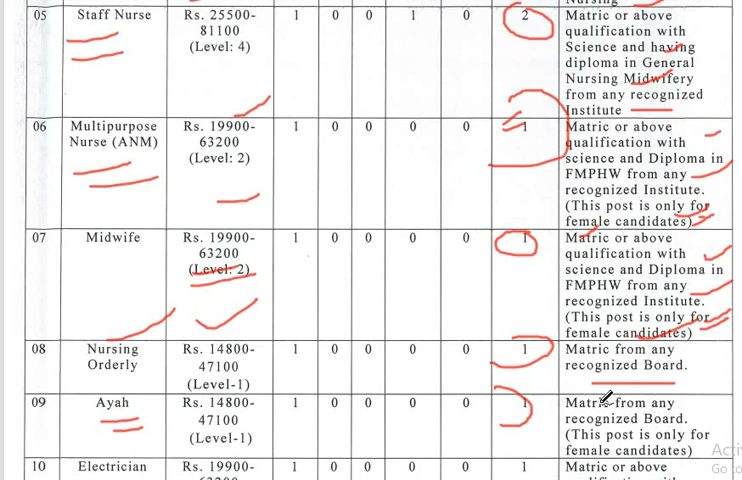 Nursing
05 Staff Nurse Rs. 25500- 1 0 0 1 0 2 Matric or above
81100 qualification with
(Level: 4) Science and having
diploma in General
Nursing Midwifery
from any recognized
Institute
06 Multipurpose Rs. 19900- 1 0 0 0 0 1 Matric or above
Nurse (ANM) 63200 qualification with
(Level: 2) science and Diploma in
FMPHW from any
recognized Institute.
(This post is only for
female candidates)
07 Midwife Rs. 19900- 1 0 0 0 0 1 Matric or above
63200 qualification with
(Level: 2) science and Diploma in
FMPHW from any
recognized Institute.
(This post is only for
female candidates)
08 Nursing Rs. 14800- 1 0 0 0 0 1 Matric from any
Orderly 47100 recognized Board.
(Level-1)
09 Ayah Rs. 14800- 1 0 0 0 0 1 Matric from any
47100 recognized Board.
(Level-1) (This post is only for
female candidates)
10 Electrician Rs. 19900- 1 0 0 0 0 1 Matric or above
Go to